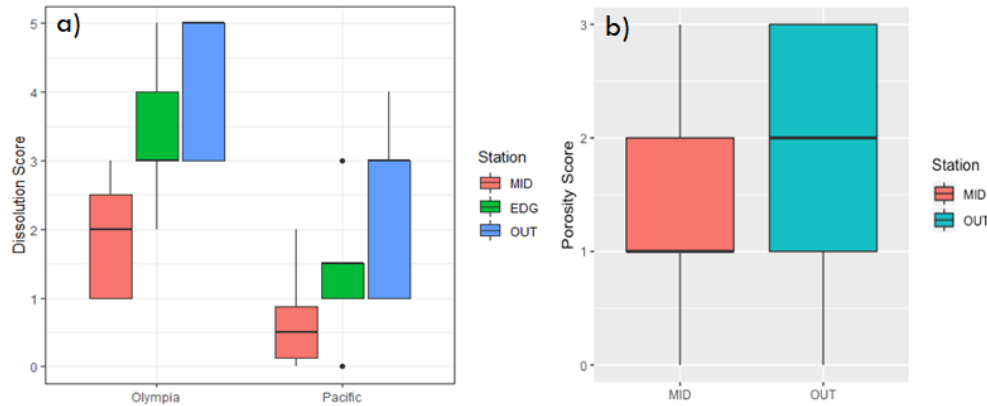 a)
Dissolution Score
5
4
3
2
1
0
Olympia
Pacific
Station
MID
EDG
OUT
b)
Porosity Score
3
2
1
0
MID
OUT
Station
MID
OUT